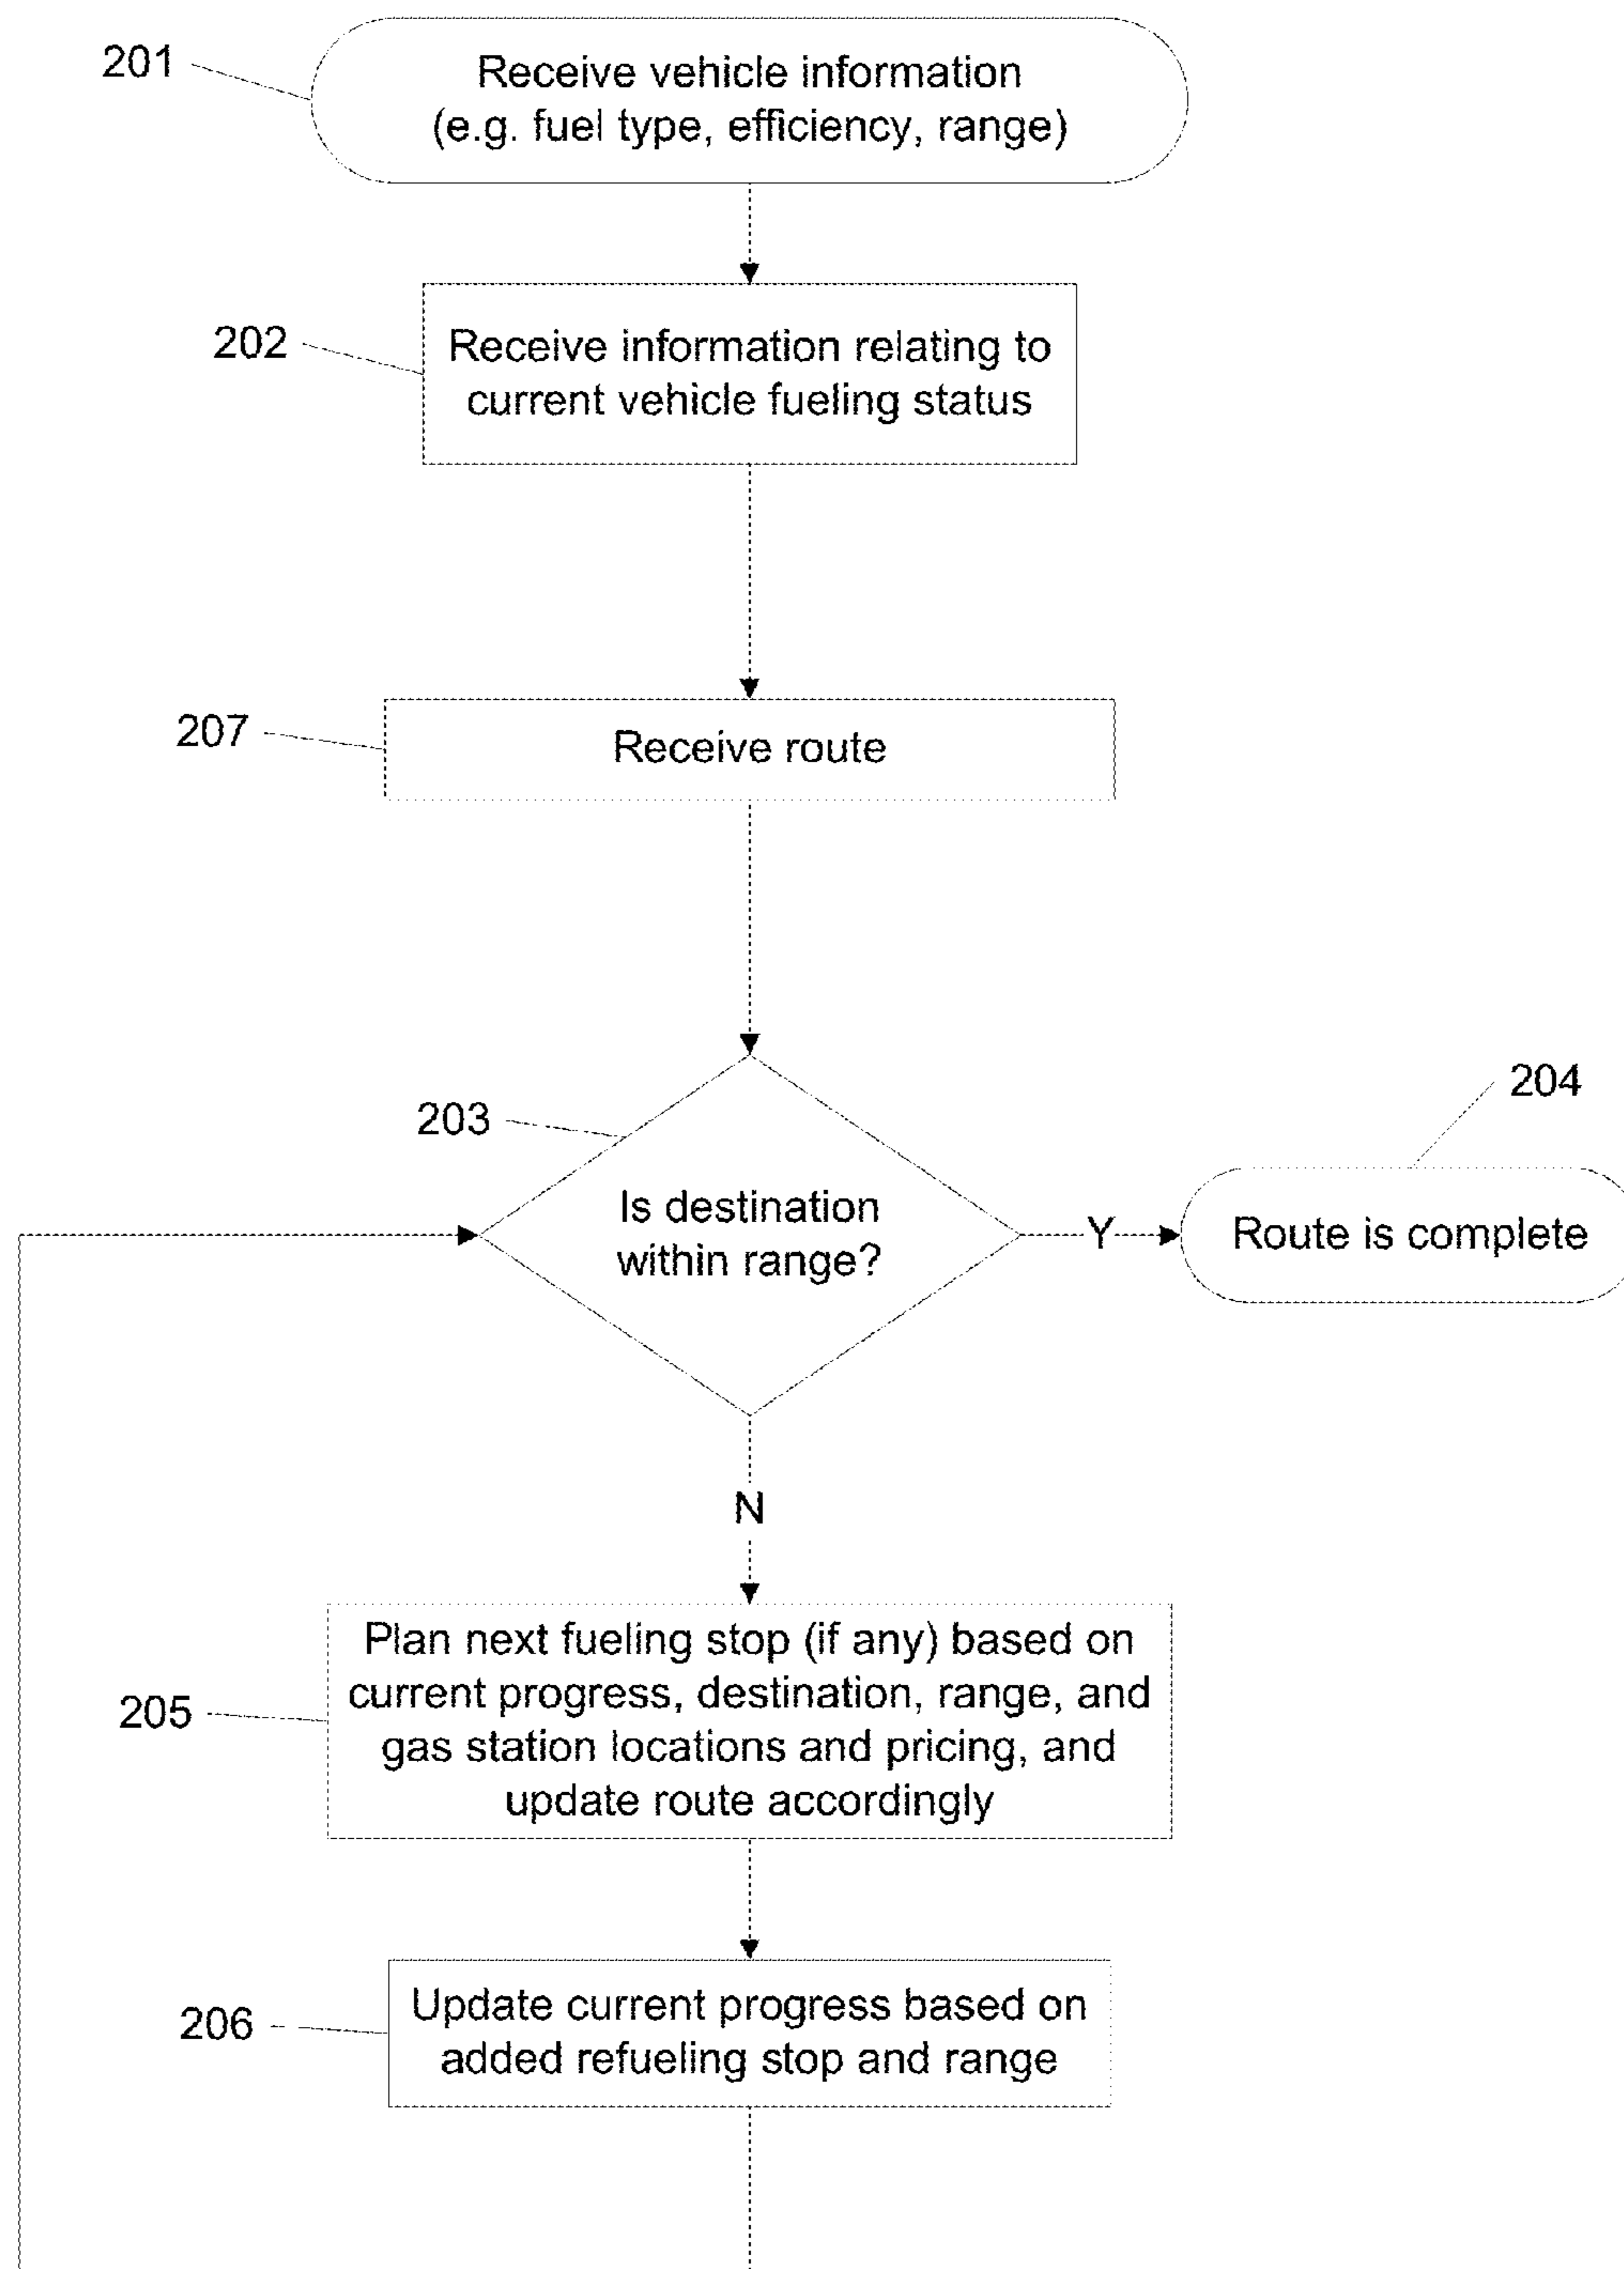 201
Receive vehicle information
(e.g. fuel type, efficiency, range)
202
Receive information relating to
current vehicle fueling status
207
Receive route
203
204
Is destination
within range?
Y
Route is complete
N
205
Plan next fueling stop (if any) based on
current progress, destination, range, and
gas station locations and pricing, and
update route accordingly
206
Update current progress based on
added refueling stop and range